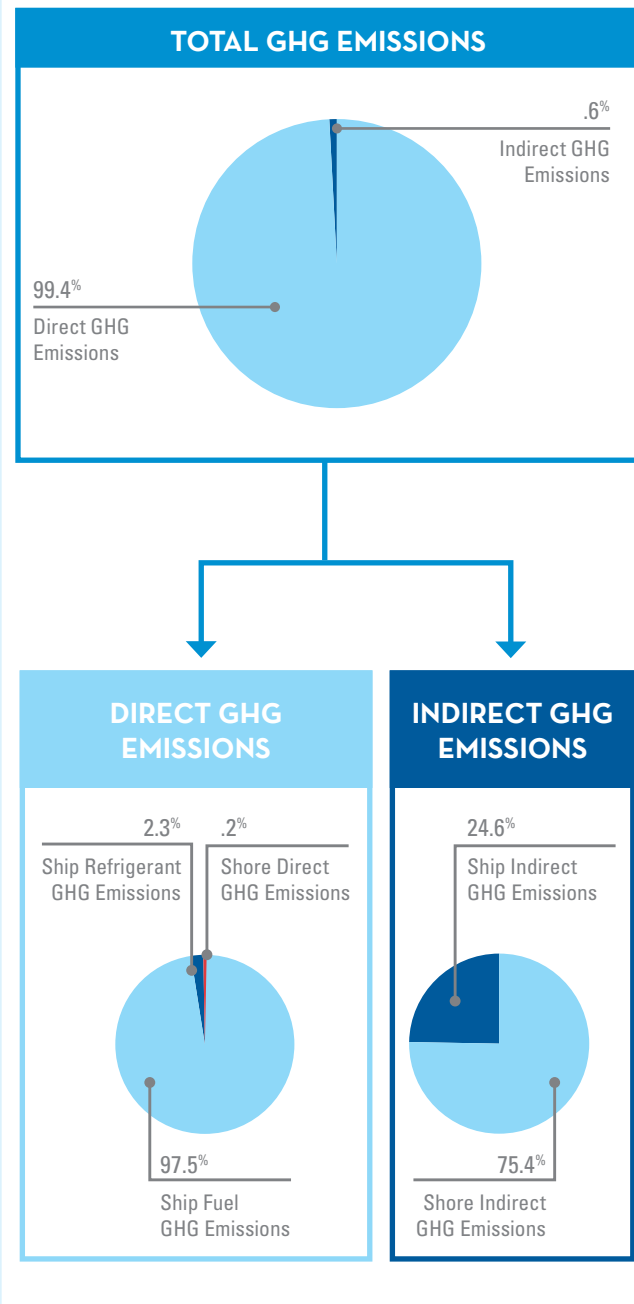 TOTAL GHG EMISSIONS
.6%
Indirect GHG
Emissions
99.4%
Direct GHG
Emissions
DIRECT GHG
EMISSIONS
2.3%
Ship Refrigerant
GHG Emissions
.2%
Shore Direct
GHG Emissions
97.5%
Ship Fuel
GHG Emissions
INDIRECT GHG
EMISSIONS
24.6%
Ship Indirect
GHG Emissions
75.4%
Shore Indirect
GHG Emissions